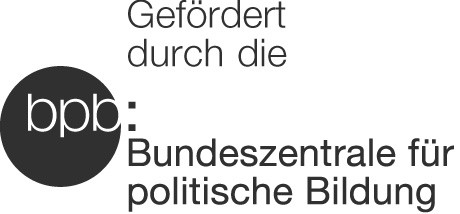 Gefördert
durch die
bpb:
Bundeszentrale für
politische Bildung